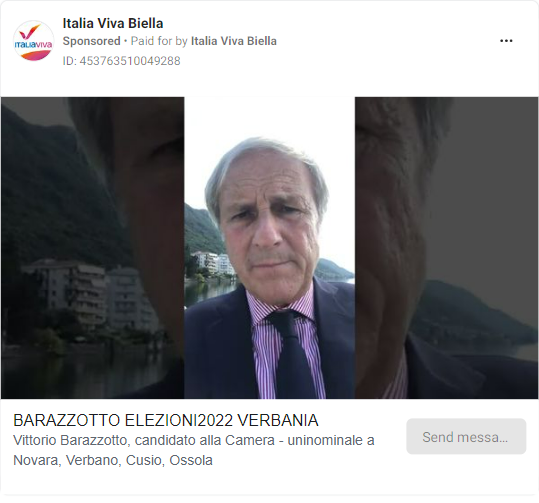 Italia Viva Biella
Sponsored • Paid for by Italia Viva Biella
ID: 453763510049288
ITALIAVIVA
BARAZZOTTO ELEZIONI2022 VERBANIA
Vittorio Barazzotto, candidato alla Camera - uninominale a
Novara, Verbano, Cusio, Ossola
Send messa...